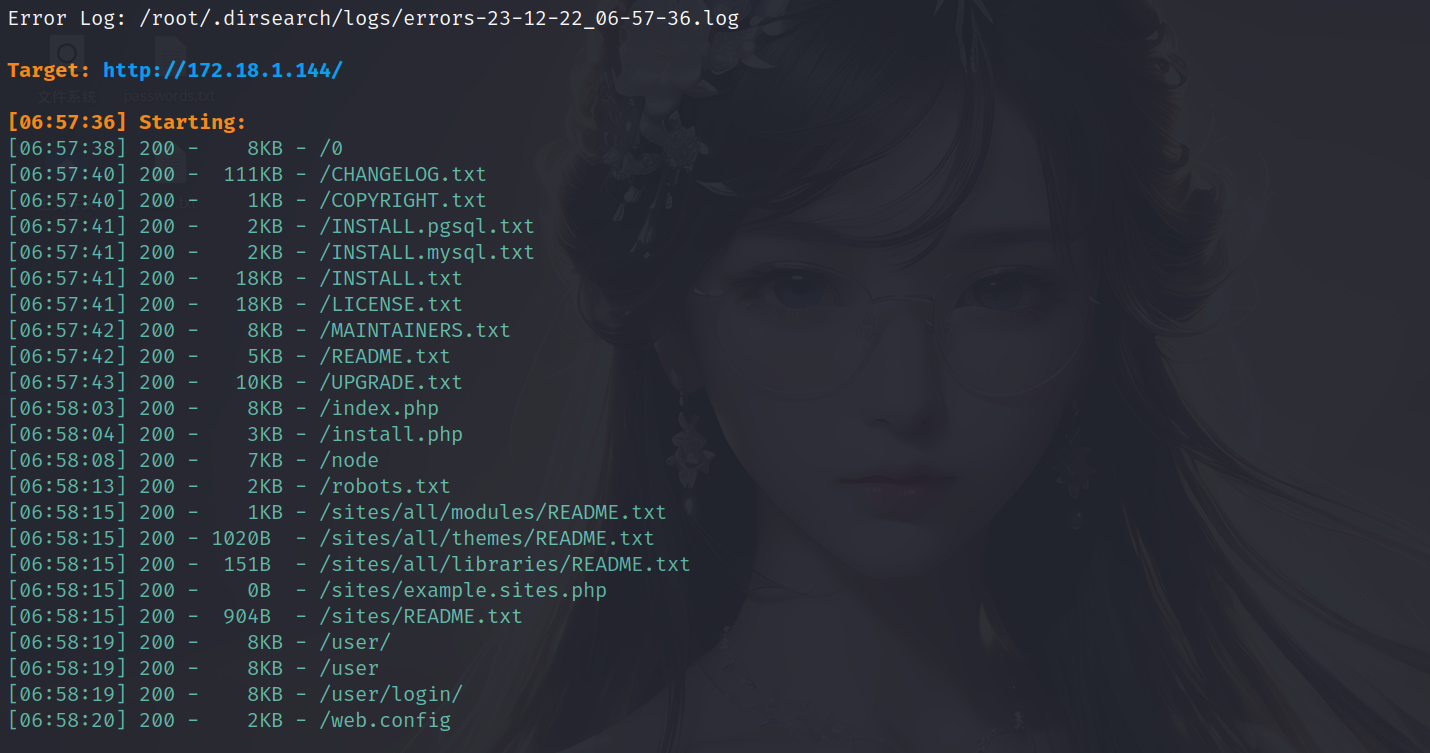 Error Log: /root/.dirsearch/logs/errors-23-12-22_06-57-36.log
Target: http://172.18.1.144/
文件系统 passwords.txt
[06:57:36] Starting:
[06:57:38] 200 -    8KB - /0
[06:57:40] 200 -  111KB - /CHANGELOG.txt
[06:57:40] 200 -    1KB - /COPYRIGHT.txt
[06:57:41] 200 -    2KB - /INSTALL.pgsql.txt
[06:57:41] 200 -    2KB - /INSTALL.mysql.txt
[06:57:41] 200 -   18KB - /INSTALL.txt
[06:57:41] 200 -   18KB - /LICENSE.txt
[06:57:42] 200 -    8KB - /MAINTAINERS.txt
[06:57:42] 200 -    5KB - /README.txt
[06:57:43] 200 -   10KB - /UPGRADE.txt
[06:58:03] 200 -    8KB - /index.php
[06:58:04] 200 -    3KB - /install.php
[06:58:08] 200 -    7KB - /node
[06:58:13] 200 -    2KB - /robots.txt
[06:58:15] 200 -    1KB - /sites/all/modules/README.txt
[06:58:15] 200 - 1020B  - /sites/all/themes/README.txt
[06:58:15] 200 -  151B  - /sites/all/libraries/README.txt
[06:58:15] 200 -    0B  - /sites/example.sites.php
[06:58:15] 200 -  904B  - /sites/README.txt
[06:58:19] 200 -    8KB - /user/
[06:58:19] 200 -    8KB - /user
[06:58:19] 200 -    8KB - /user/login/
[06:58:20] 200 -    2KB - /web.config